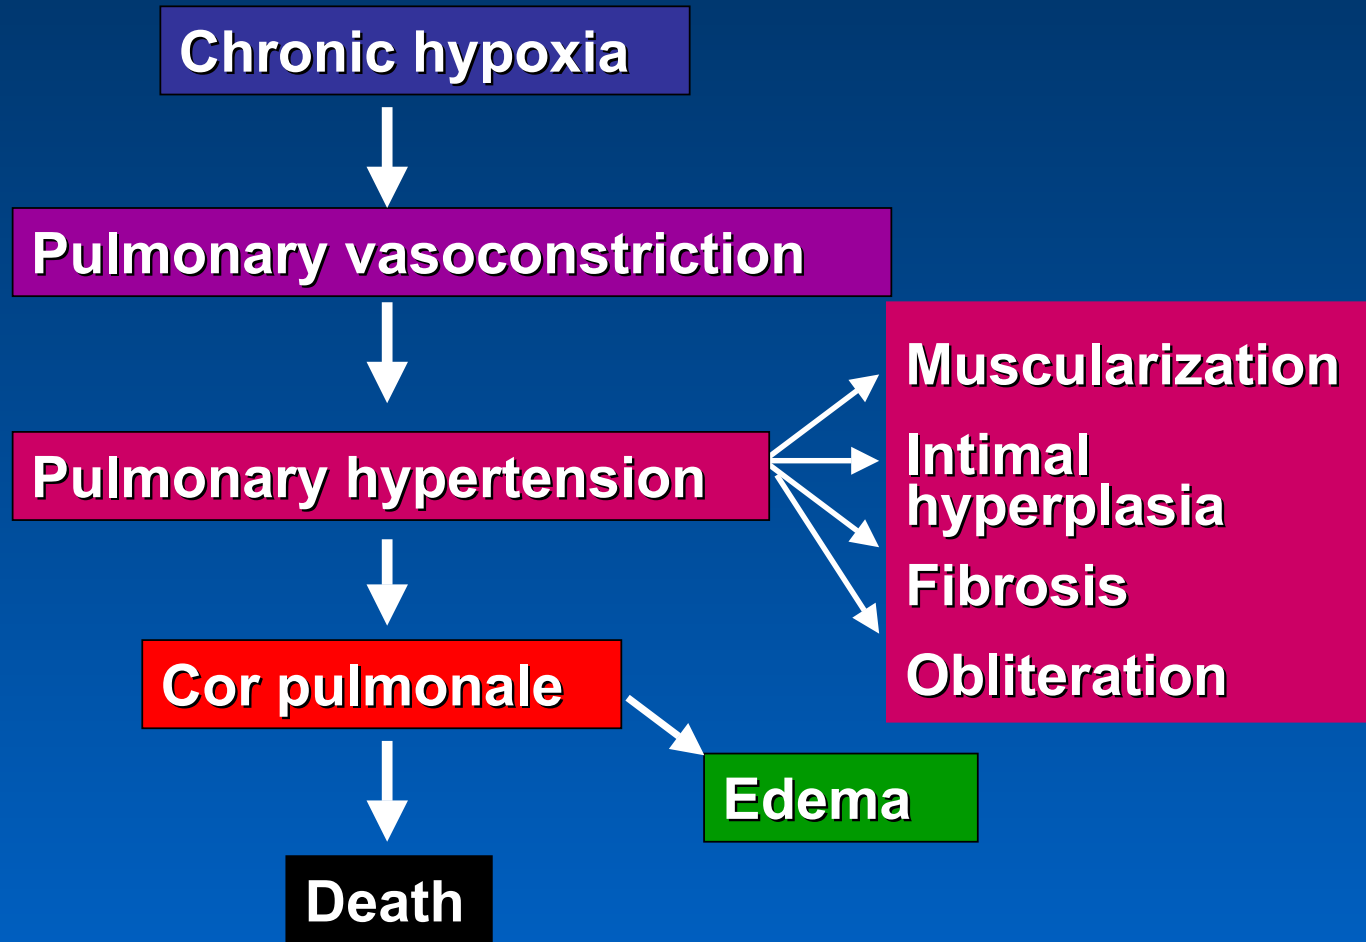 Chronic hypoxia
Pulmonary vasoconstriction
Pulmonary hypertension
Muscularization
Intimal
hyperplasia
Fibrosis
Obliteration
Cor pulmonale
Edema
Death